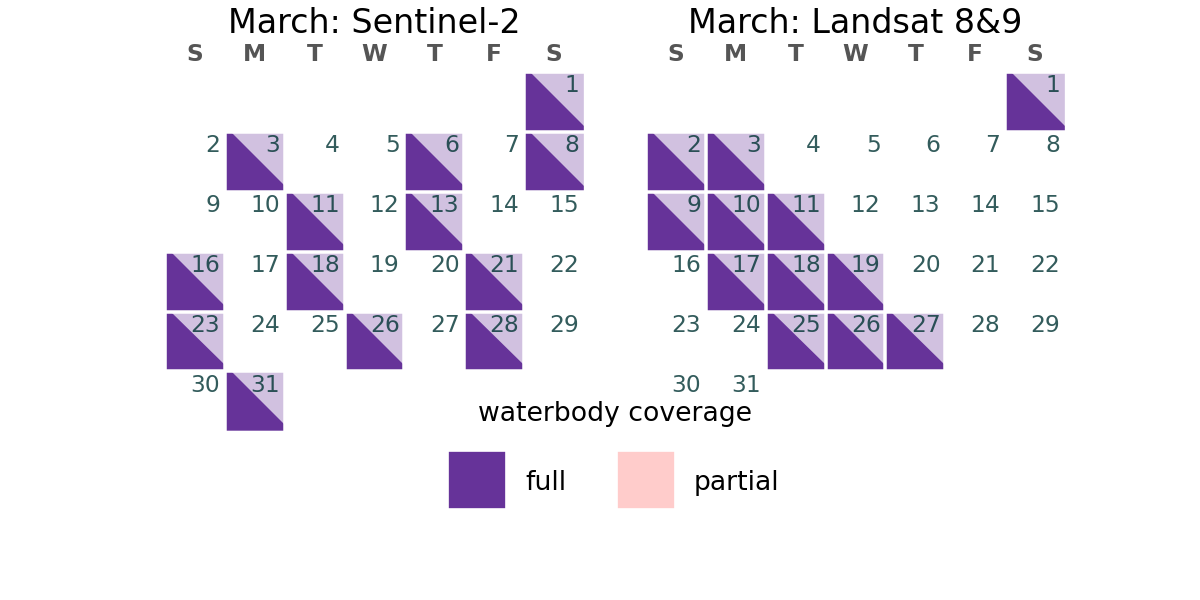 March: Sentinel-2
S M T W T F S
1
2 3 4 5 6 7 8
9 10 11 12 13 14 15
16 17 18 19 20 21 22
23 24 25 26 27 28 29
30 31
March: Landsat 8&9
S M T W T F S
1
2 3 4 5 6 7 8
9 10 11 12 13 14 15
16 17 18 19 20 21 22
23 24 25 26 27 28 29
30 31
waterbody coverage
full partial